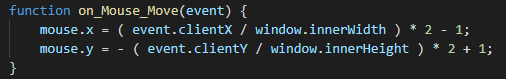 function on_Mouse_Move(event) {
    mouse.x = ( event.clientX / window.innerWidth ) * 2 - 1;
    mouse.y = - ( event.clientY / window.innerHeight ) * 2 + 1;
}